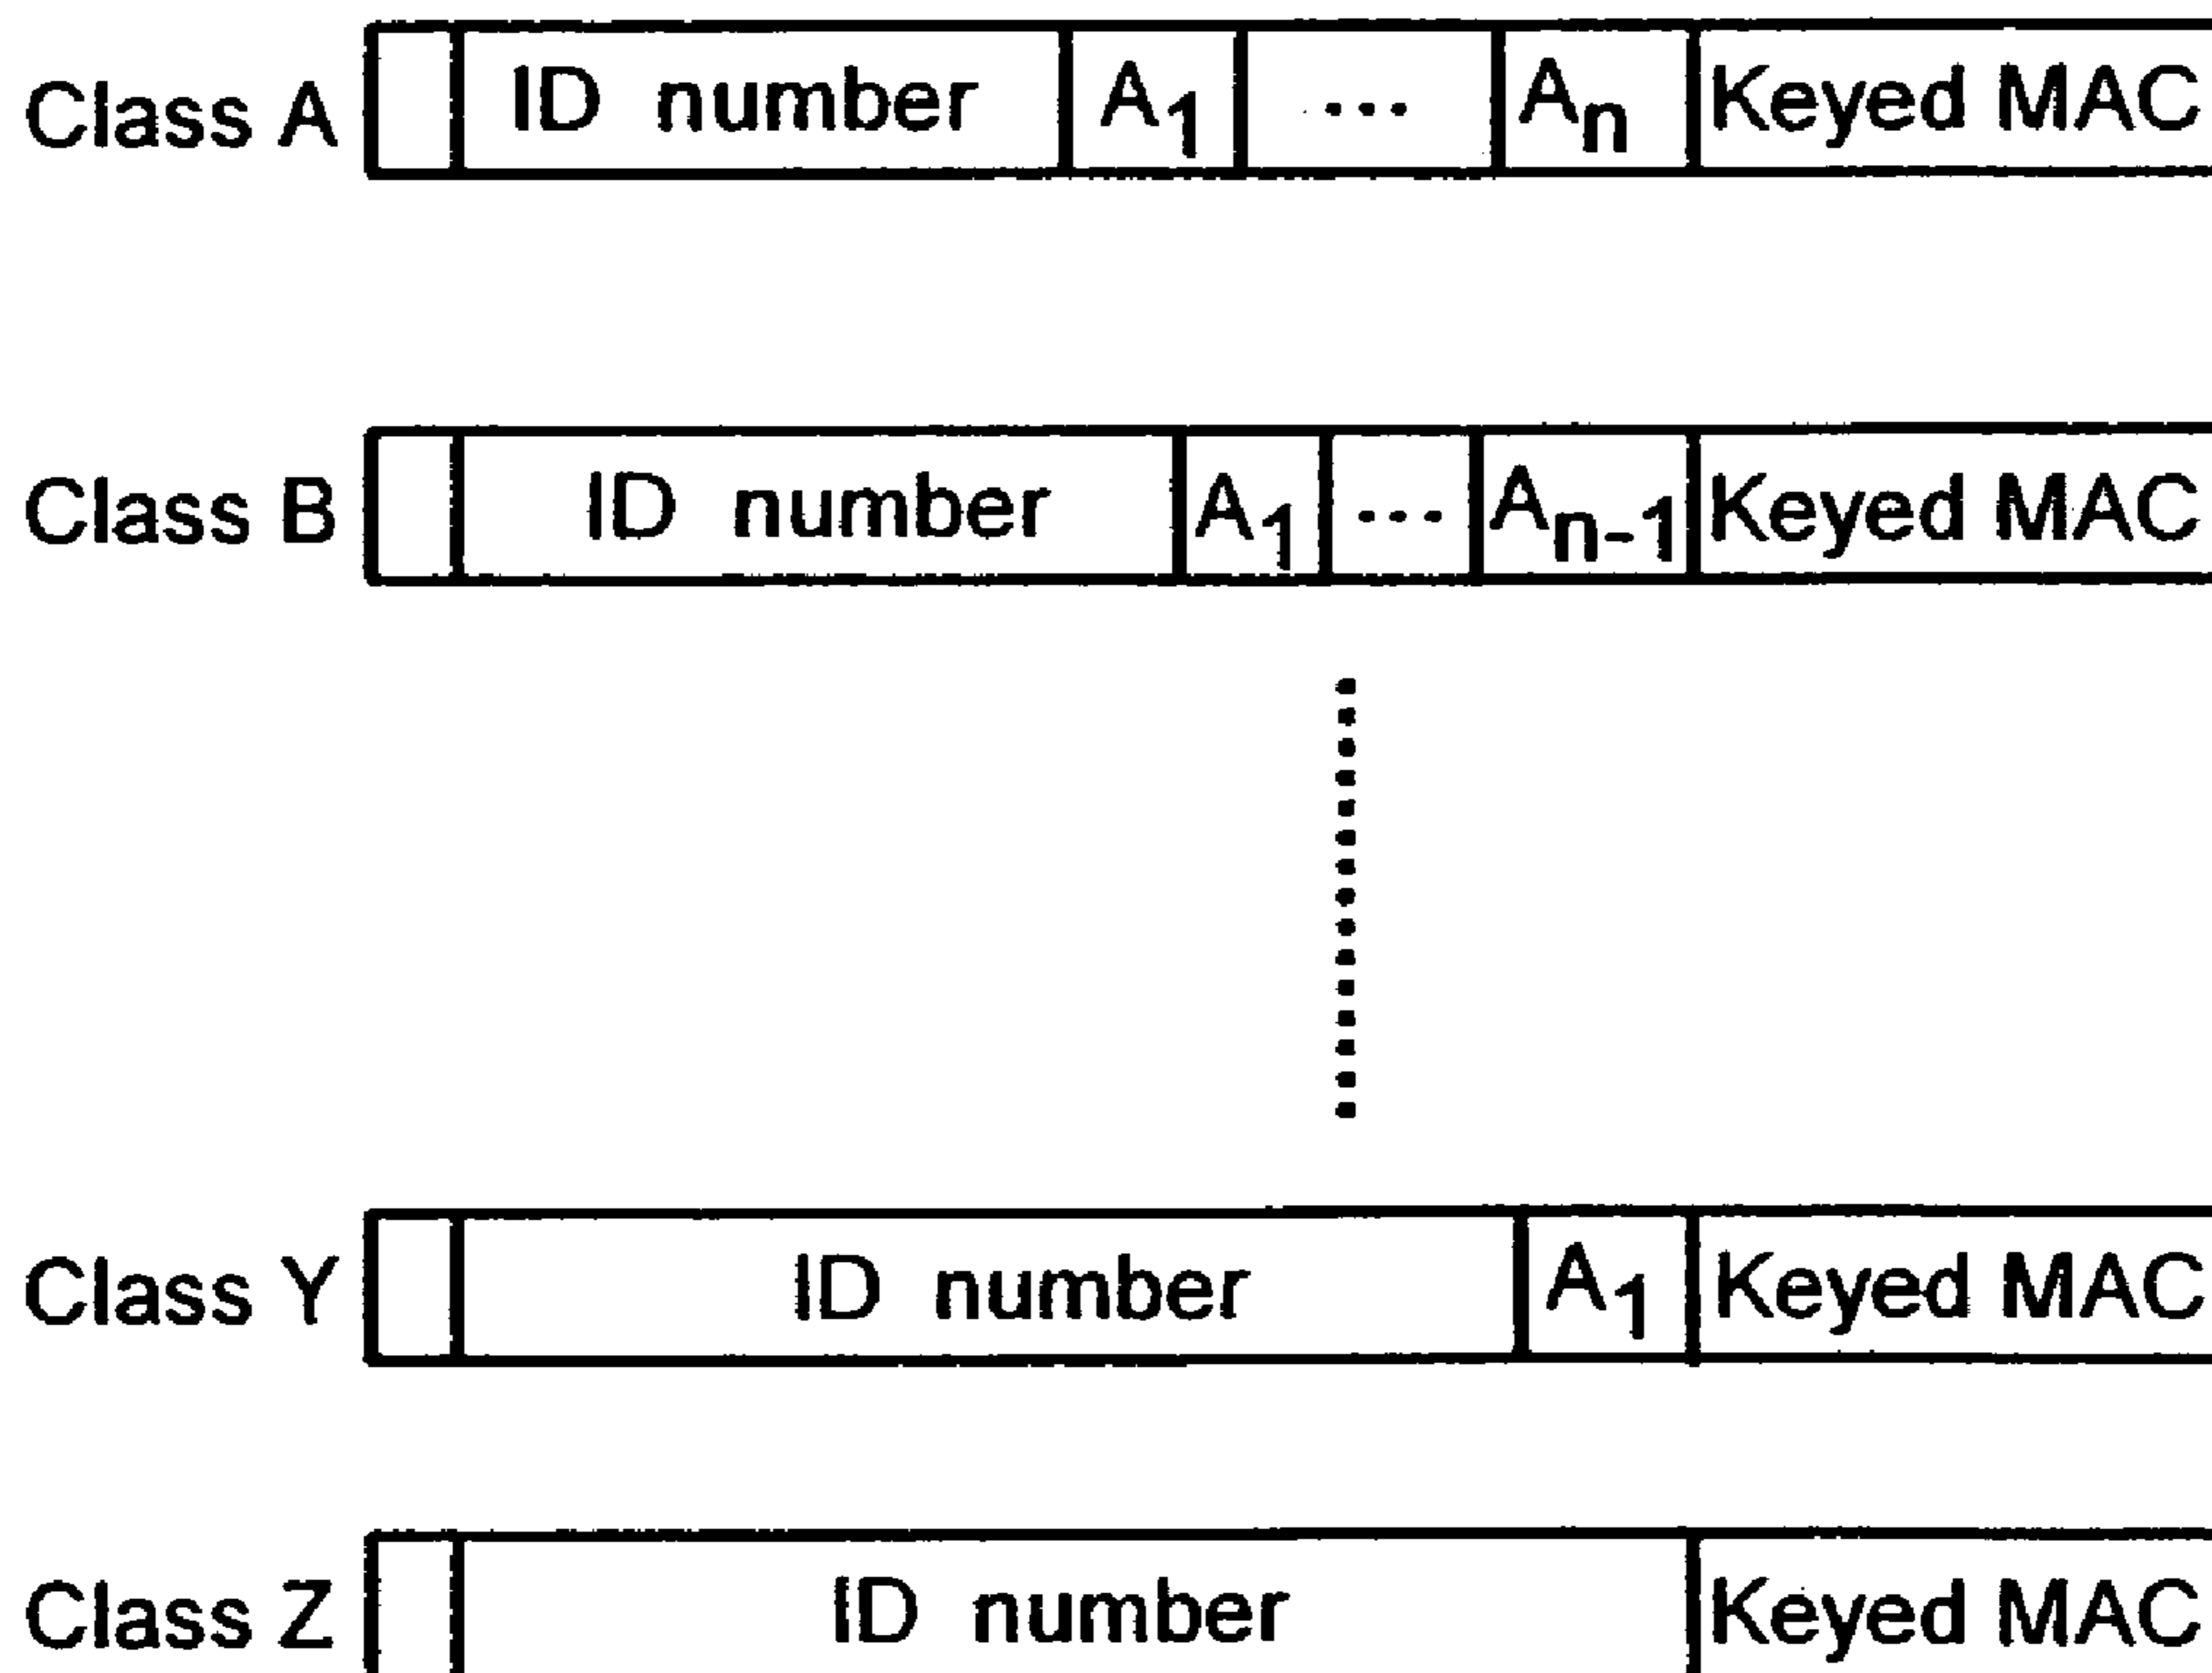 Class A ID number A₁ ... Aₙ Keyed MAC
Class B ID number A₁ ... Aₙ₋₁ Keyed MAC
Class Y ID number A₁ Keyed MAC
Class Z ID number Keyed MAC